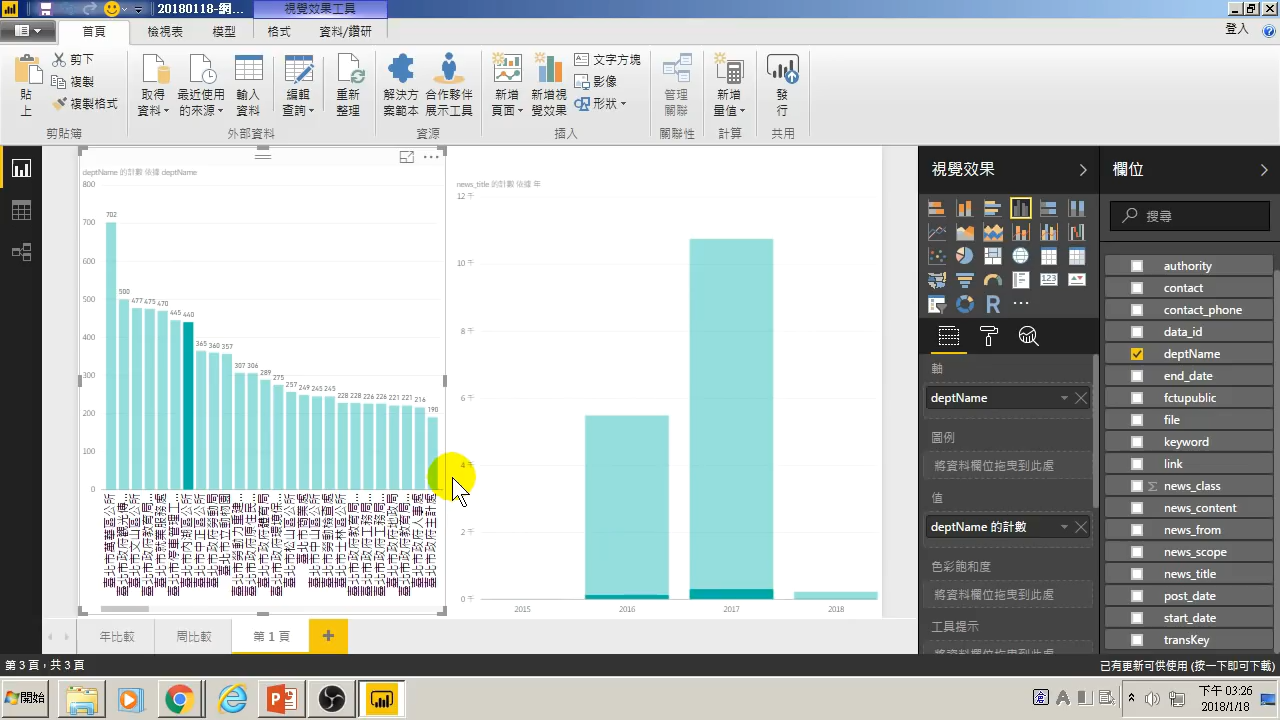 20180118-網...
視覺效果工具
首頁
檢視表
模型
格式
資料/鑽研
登入
貼上
剪下
複製
複製格式
剪貼簿
取得資料
最近使用的來源
輸入資料
編輯查詢
外部資料
重新整理
解決方案範本
合作夥伴展示工具
資源
新增頁面
新增視覺效果
文字方塊
影像
形狀
插入
管理關聯
關聯性
新增量值
計算
發行
共用
deptName 的計數 依據 deptName
800
700
600
500
400
300
200
100
0
702
500
477
475
470
445
440
365
360
357
307
306
289
275
257
249
245
245
228
228
226
226
221
221
216
190
news_title 的計數 依據 年
12 千
10 千
8 千
6 千
4 千
2 千
0 千
2015
2016
2017
2018
年比較
周比較
第 1 頁
第 3 頁，共 3 頁
視覺效果
軸
deptName
圖例
將資料欄位拖曳到此處
值
deptName 的計數
色彩飽和度
將資料欄位拖曳到此處
工具提示
欄位
搜尋
authority
contact
contact_phone
data_id
deptName
end_date
fctupublic
file
keyword
link
news_class
news_content
news_from
news_scope
news_title
post_date
start_date
transKey
已有更新可供使用 (按一下即可下載)
開始
下午 03:26
2018/1/18